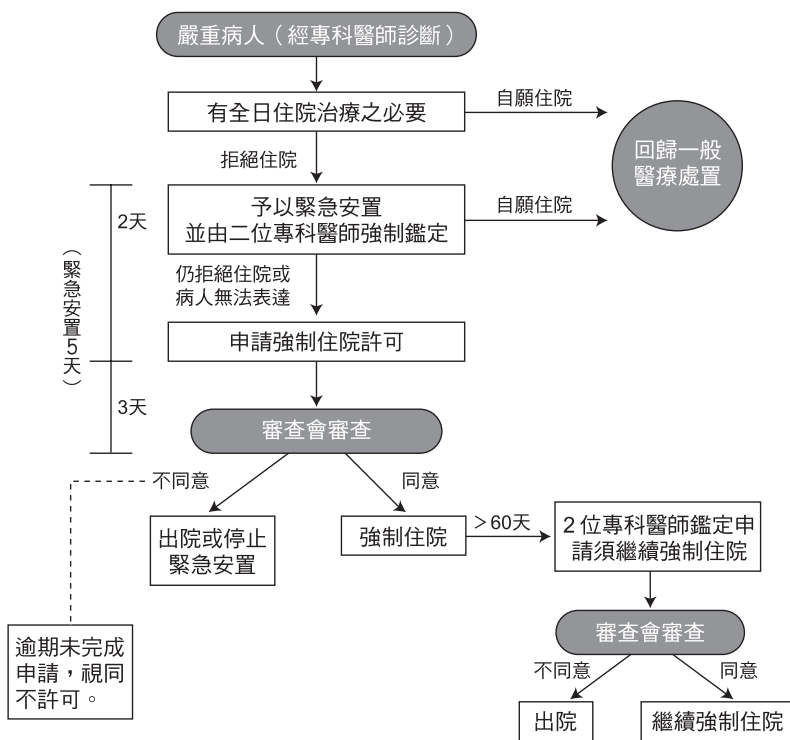 嚴重病人（經專科醫師診斷）
有全日住院治療之必要
自願住院
回歸一般
醫療處置
拒絕住院
予以緊急安置
並由二位專科醫師強制鑑定
自願住院
2天
（緊急安置5天）
仍拒絕住院或
病人無法表達
申請強制住院許可
3天
審查會審查
不同意
同意
出院或停止
緊急安置
強制住院
＞60天
2位專科醫師鑑定申
請須繼續強制住院
逾期未完成
申請，視同
不許可。
審查會審查
不同意
同意
出院
繼續強制住院